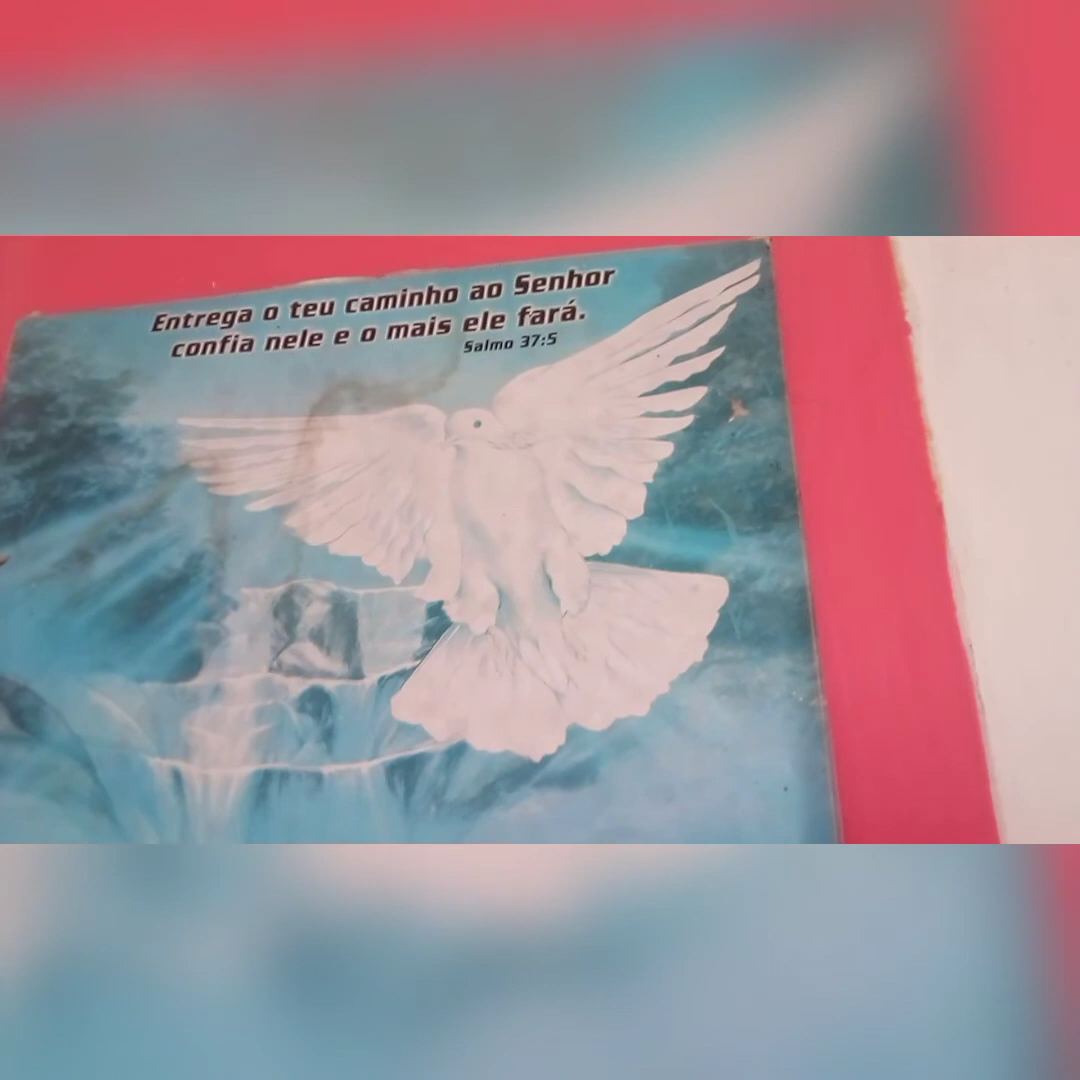 Entrega o teu caminho ao Senhor
confia nele e o mais ele fará.
Salmo 37:5